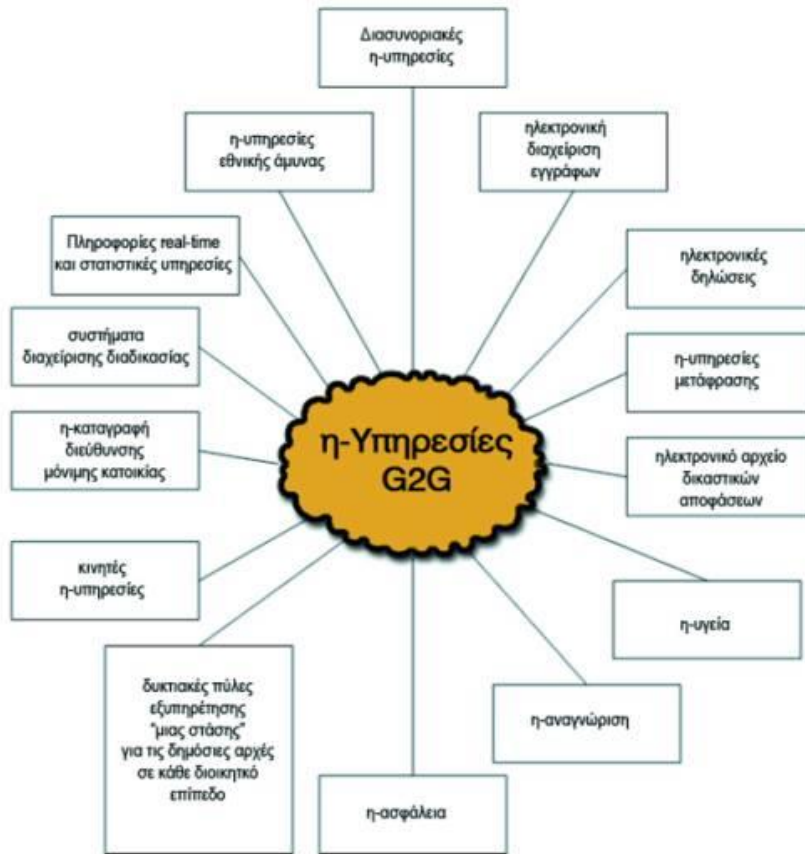 Διασυνοριακές
η-υπηρεσίες
η-υπηρεσίες
εθνικής άμυνας
ηλεκτρονική
διαχείριση
εγγράφων
Πληροφορίες real-time
και στατιστικές υπηρεσίες
ηλεκτρονικές
δηλώσεις
συστήματα
διαχείρισης διαδικασίας
η-υπηρεσίες
μετάφρασης
η-καταγραφή
διεύθυνσης
μόνιμης κατοικίας
η-Υπηρεσίες
G2G
ηλεκτρονικό αρχείο
δικαστικών
αποφάσεων
κινητές
η-υπηρεσίες
η-υγεία
δυκτιακές πύλες
εξυπηρέτησης
"μιας στάσης"
για τις δημόσιες αρχές
σε κάθε διοικητκό
επίπεδο
η-αναγνώριση
η-ασφάλεια